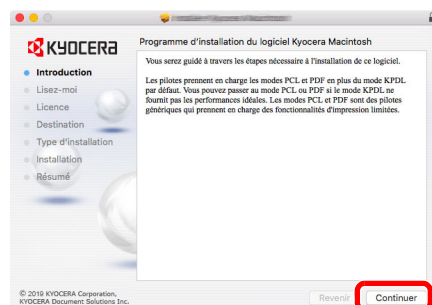 KYOCERA
Programme d'installation du logiciel Kyocera Macintosh
Introduction
Lisez-moi
Licence
Destination
Type d'installation
Installation
Résumé
Vous serez guidé à travers les étapes nécessaire à l'installation de ce logiciel.
Les pilotes prennent en charge les modes PCL et PDF en plus du mode KPDL
par défaut. Vous pouvez passer au mode PCL ou PDF si le mode KPDL ne
fournit pas les performances idéales. Les modes PCL et PDF sont des pilotes
génériques qui prennent en charge des fonctionnalités d'impression limitées.
© 2019 KYOCERA Corporation,
KYOCERA Document Solutions Inc.
Revenir
Continuer